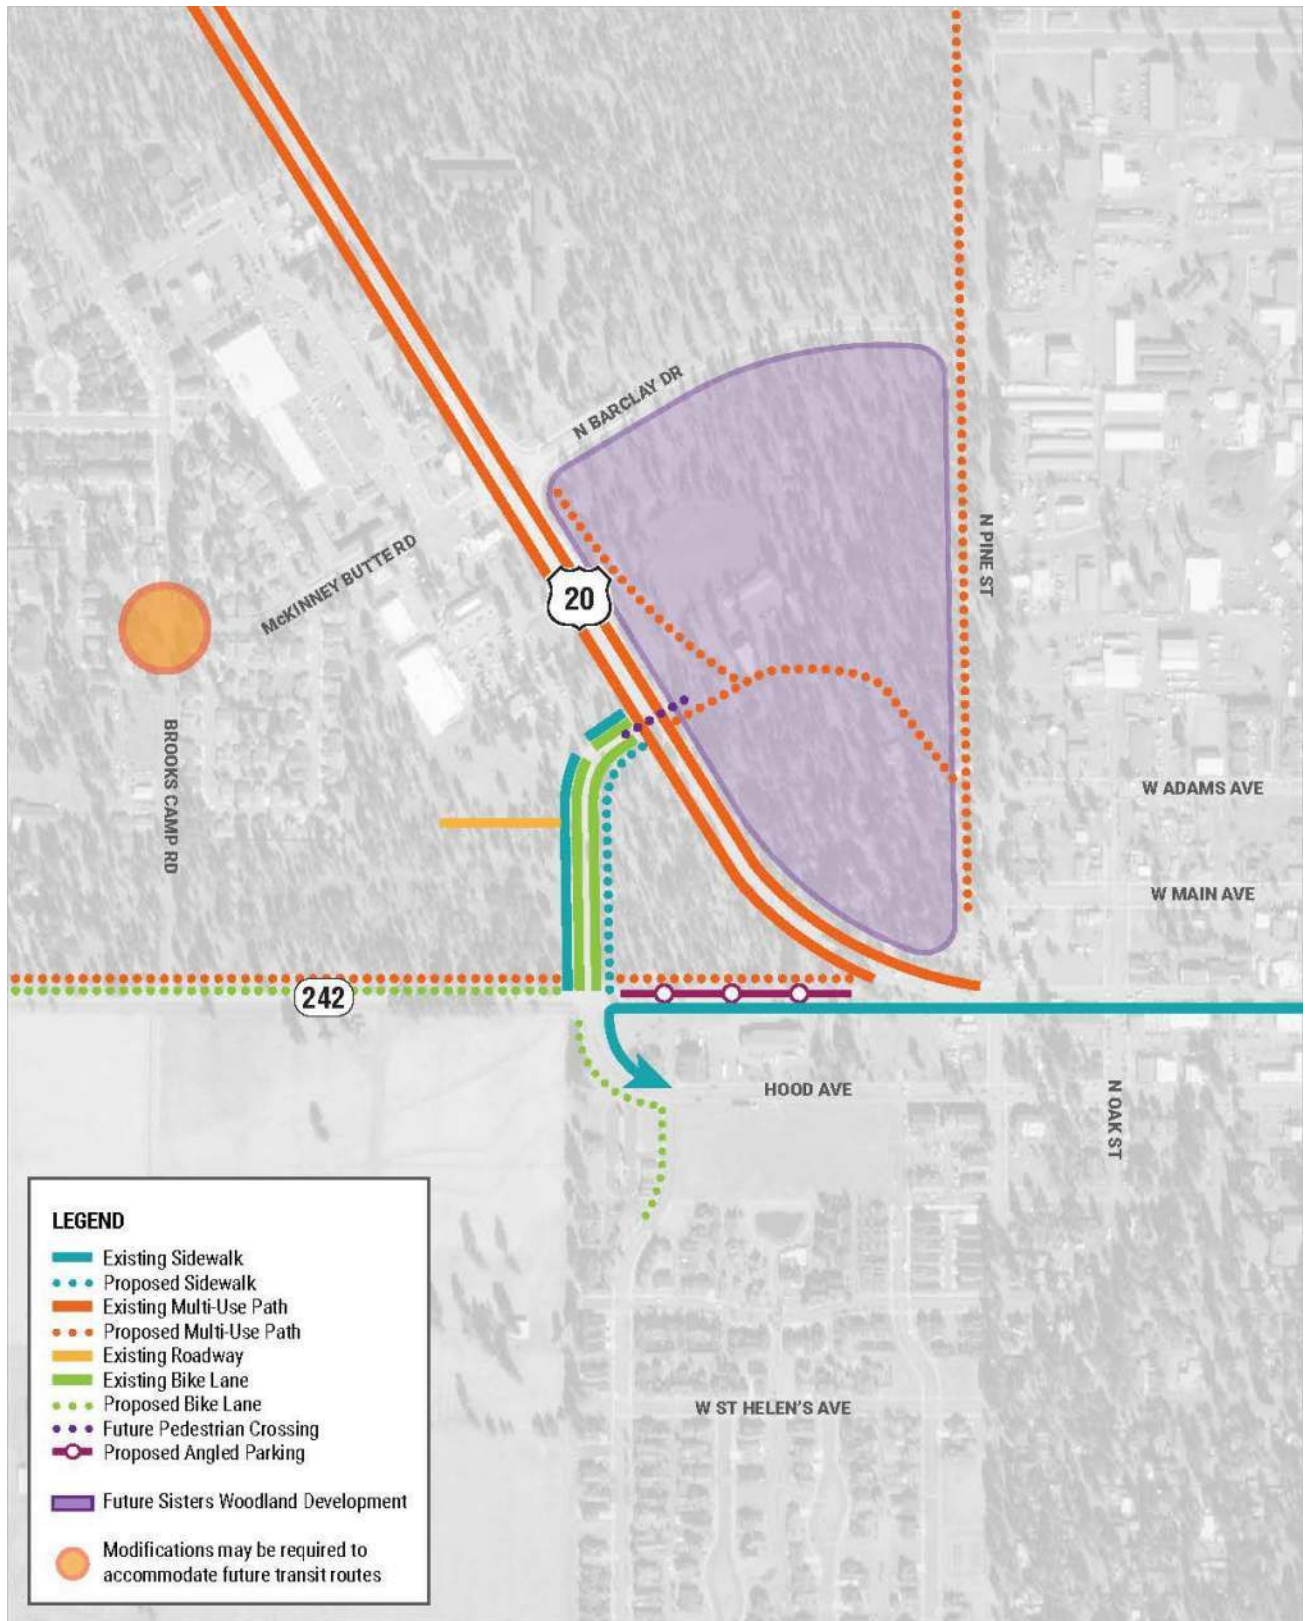 N BARCLAY DR
N PINE ST
McKINNEY BUTTE RD
20
BROOKS CAMP RD
W ADAMS AVE
W MAIN AVE
242
HOOD AVE
N OAK ST
W ST HELEN'S AVE
LEGEND
Existing Sidewalk
Proposed Sidewalk
Existing Multi-Use Path
Proposed Multi-Use Path
Existing Roadway
Existing Bike Lane
Proposed Bike Lane
Future Pedestrian Crossing
Proposed Angled Parking
Future Sisters Woodland Development
Modifications may be required to
accommodate future transit routes